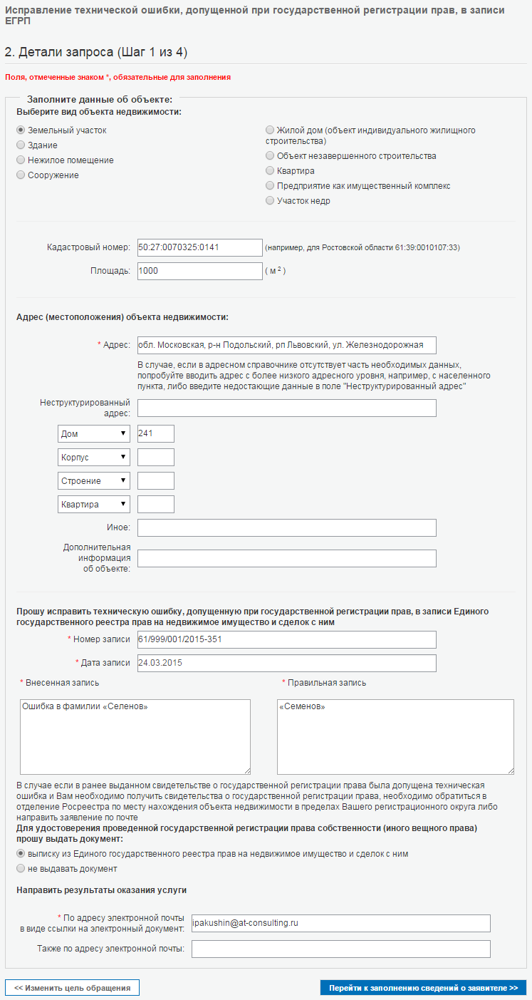 Исправление технической ошибки, допущенной при государственной регистрации прав, в записи
ЕГРП
2. Детали запроса (Шаг 1 из 4)
Поля, отмеченные знаком *, обязательные для заполнения
Заполните данные об объекте:
Выберите вид объекта недвижимости:
Земельный участок
Здание
Нежилое помещение
Сооружение
Жилой дом (объект индивидуального жилищного
строительства)
Объект незавершенного строительства
Квартира
Предприятие как имущественный комплекс
Участок недр
Кадастровый номер: 50:27:0070325:0141 (например, для Ростовской области 61:39:0010107:33)
Площадь: 1000 ( м 2 )
Адрес (местоположения) объекта недвижимости:
* Адрес: обл. Московская, р-н Подольский, рп Львовский, ул. Железнодорожная
В случае, если в адресном справочнике отсутствует часть необходимых данных,
попробуйте вводить адрес с более низкого адресного уровня, например, с населенного
пункта, либо введите недостающие данные в поле "Неструктурированный адрес"
Неструктурированный
адрес:
Дом 241
Корпус
Строение
Квартира
Иное:
Дополнительная
информация
об объекте:
Прошу исправить техническую ошибку, допущенную при государственной регистрации прав, в записи Единого
государственного реестра прав на недвижимое имущество и сделок с ним
* Номер записи 61/999/001/2015-351
* Дата записи 24.03.2015
* Внесенная запись * Правильная запись
Ошибка в фамилии «Селенов» «Семенов»
В случае если в ранее выданном свидетельстве о государственной регистрации права была допущена техническая
ошибка и Вам необходимо получить свидетельства о государственной регистрации права, необходимо обратиться в
отделение Росреестра по месту нахождения объекта недвижимости в пределах Вашего регистрационного округа либо
направить заявление по почте
Для удостоверения проведенной государственной регистрации права собственности (иного вещного права)
прошу выдать документ:
выписку из Единого государственного реестра прав на недвижимое имущество и сделок с ним
не выдавать документ
Направить результаты оказания услуги
* По адресу электронной почты
в виде ссылки на электронный документ: ipakushin@at-consulting.ru
Также по адресу электронной почты:
<< Изменить цель обращения Перейти к заполнению сведений о заявителе >>